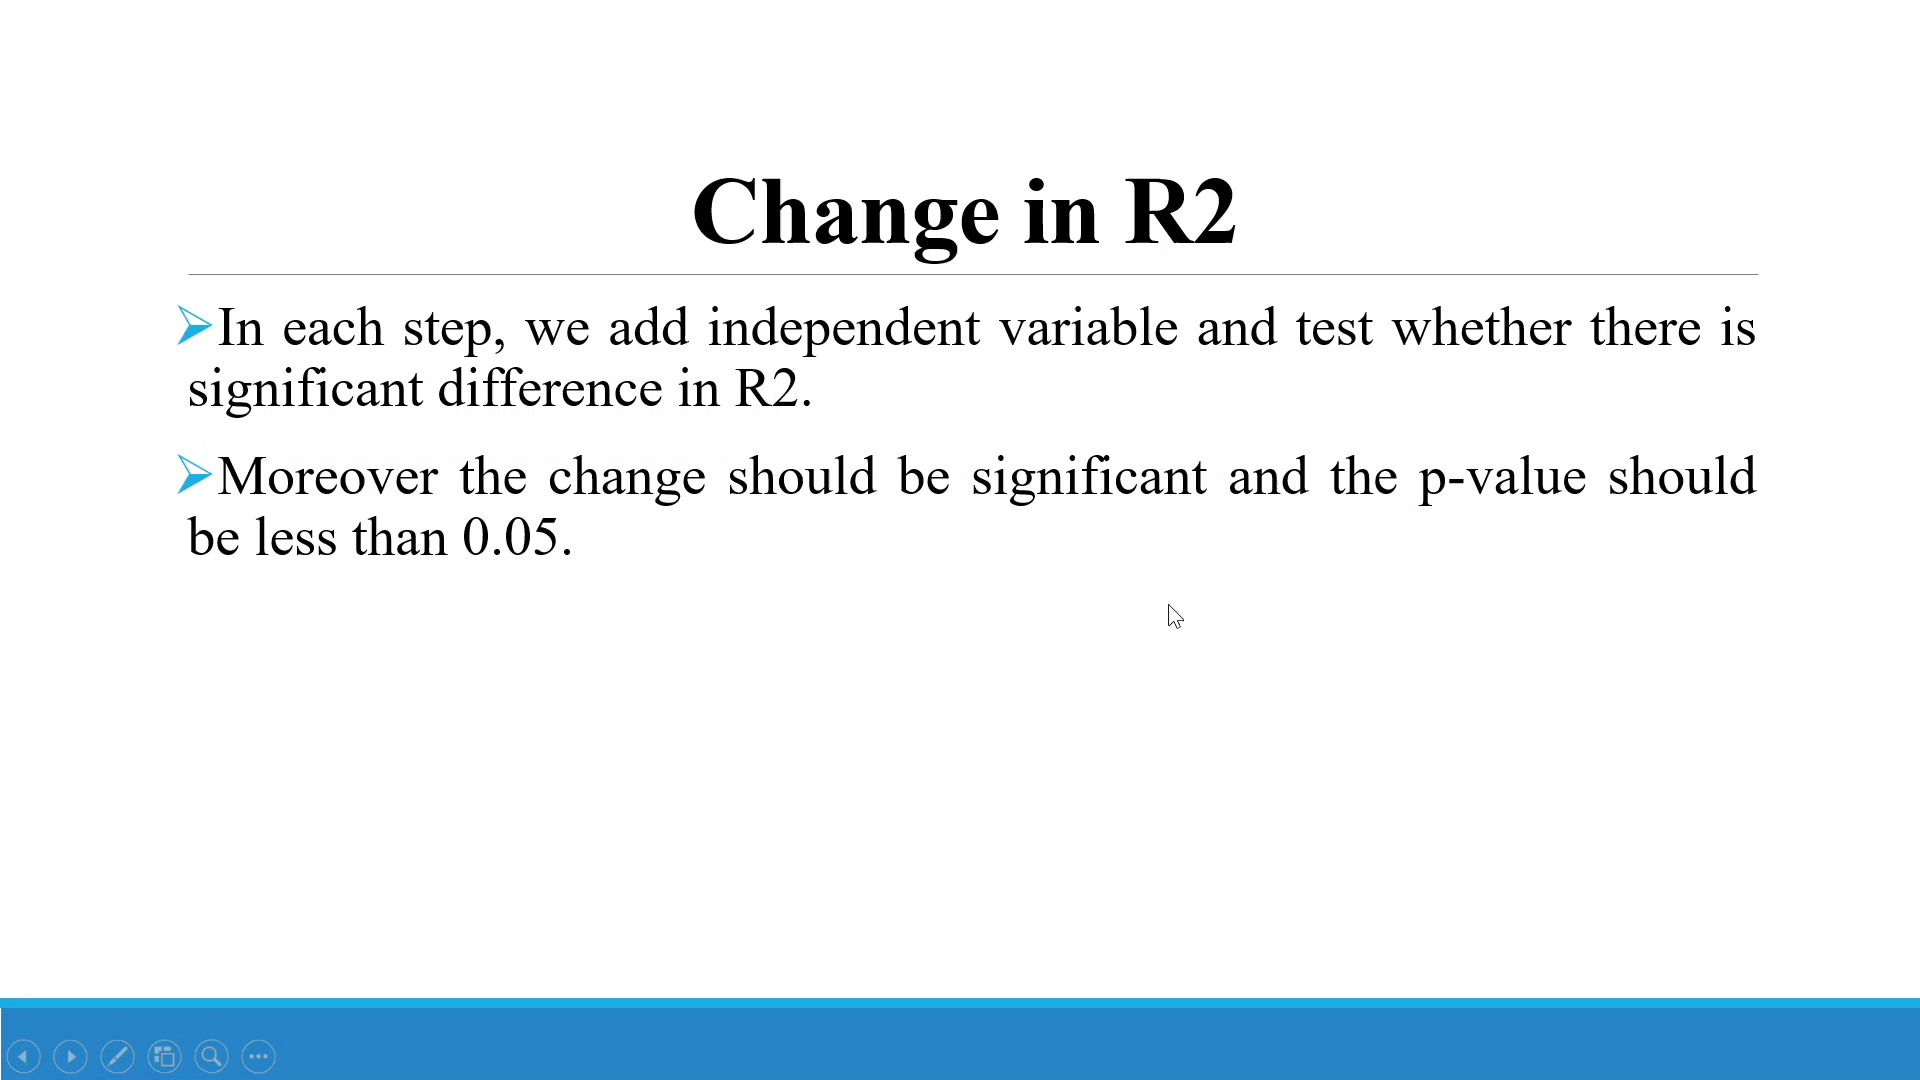 Change in R2
In each step, we add independent variable and test whether there is
significant difference in R2.
Moreover the change should be significant and the p-value should
be less than 0.05.